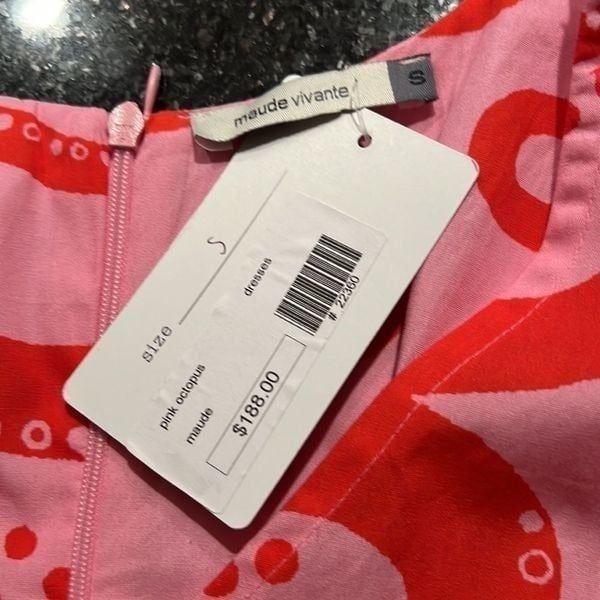 maude vivante
S
size S
dresses
# 22360
pink octopus
maude
$188.00